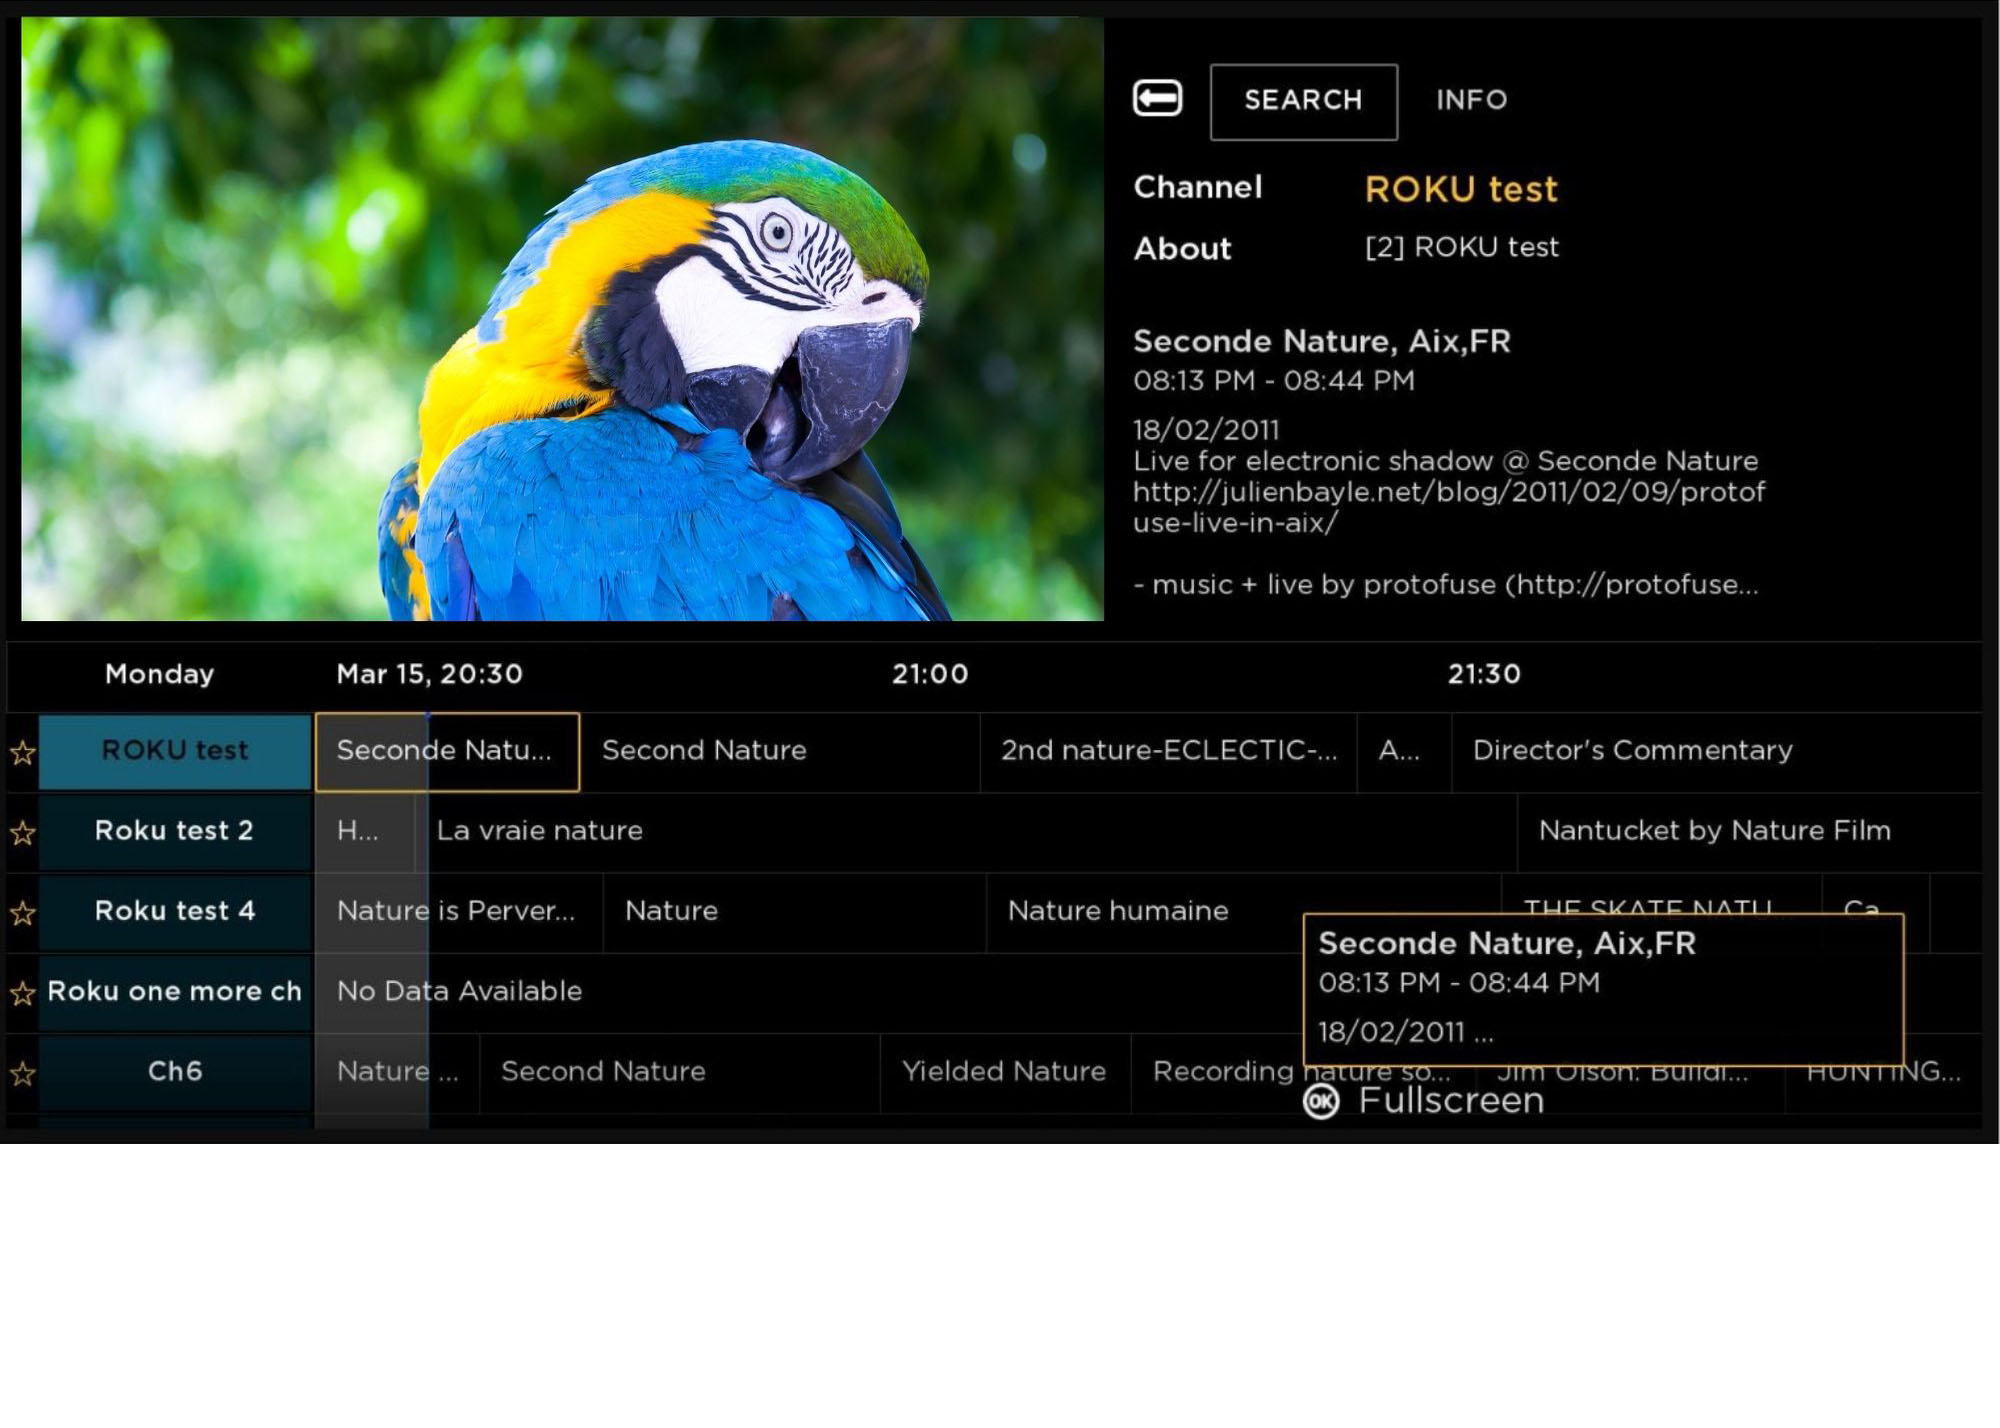 SEARCH
INFO
Channel ROKU test
About [2] ROKU test
Seconde Nature, Aix,FR
08:13 PM - 08:44 PM
18/02/2011
Live for electronic shadow @ Seconde Nature
http://julienbayle.net/blog/2011/02/09/protof
use-live-in-aix/
- music + live by protofuse (http://protofuse...
Monday Mar 15, 20:30 21:00 21:30
ROKU test Seconde Natu... Second Nature 2nd nature-ECLECTIC-... A... Director's Commentary
Roku test 2 H... La vraie nature Nantucket by Nature Film
Roku test 4 Nature is Perver... Nature Nature humaine THE SKATE NATU... Ca...
Seconde Nature, Aix,FR
08:13 PM - 08:44 PM
18/02/2011 ...
Roku one more ch No Data Available
Ch6 Nature ... Second Nature Yielded Nature Recording nature so... Jim Olson: Buildi... HUNTING...
OK Fullscreen